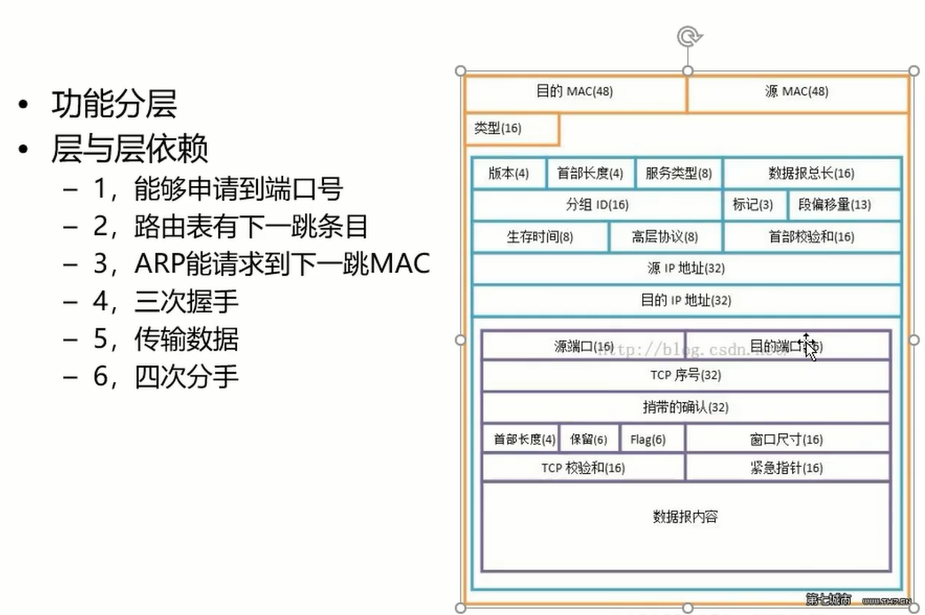 • 功能分层
• 层与层依赖
– 1，能够申请到端口号
– 2，路由表有下一跳条目
– 3，ARP能请求到下一跳MAC
– 4，三次握手
– 5，传输数据
– 6，四次分手
目的 MAC(48) 源 MAC(48)
类型(16)
版本(4) 首部长度(4) 服务类型(8) 数据报总长(16)
分组 ID(16) 标记(3) 段偏移量(13)
生存时间(8) 高层协议(8) 首部校验和(16)
源 IP 地址(32)
目的 IP 地址(32)
源端口(16) 目的端口
http://blog.csdn.
TCP 序号(32)
捎带的确认(32)
首部长度(4) 保留(6) Flag(6) 窗口尺寸(16)
TCP 校验和(16) 紧急指针(16)
数据报内容
第七城市